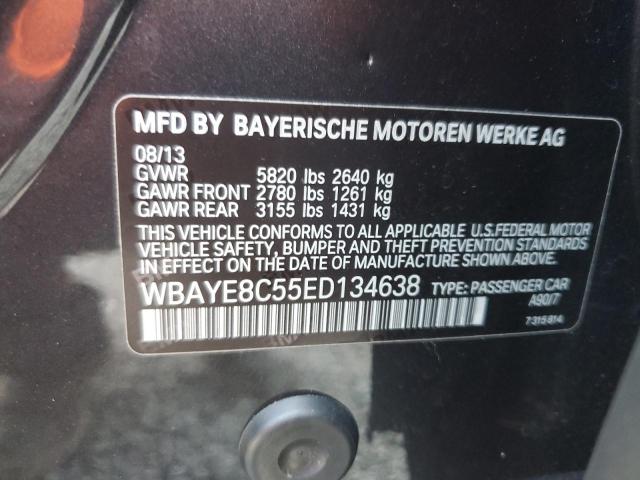 MFD BY BAYERISCHE MOTOREN WERKE AG
08/13
GVWR 5820 lbs 2640 kg
GAWR FRONT 2780 lbs 1261 kg
GAWR REAR 3155 lbs 1431 kg
THIS VEHICLE CONFORMS TO ALL APPLICABLE U.S.FEDERAL MOTOR
VEHICLE SAFETY, BUMPER AND THEFT PREVENTION STANDARDS
IN EFFECT ON THE DATE OF MANUFACTURE SHOWN ABOVE.
WBAYE8C55ED134638 TYPE: PASSENGER CAR
A90/7
7 315 814